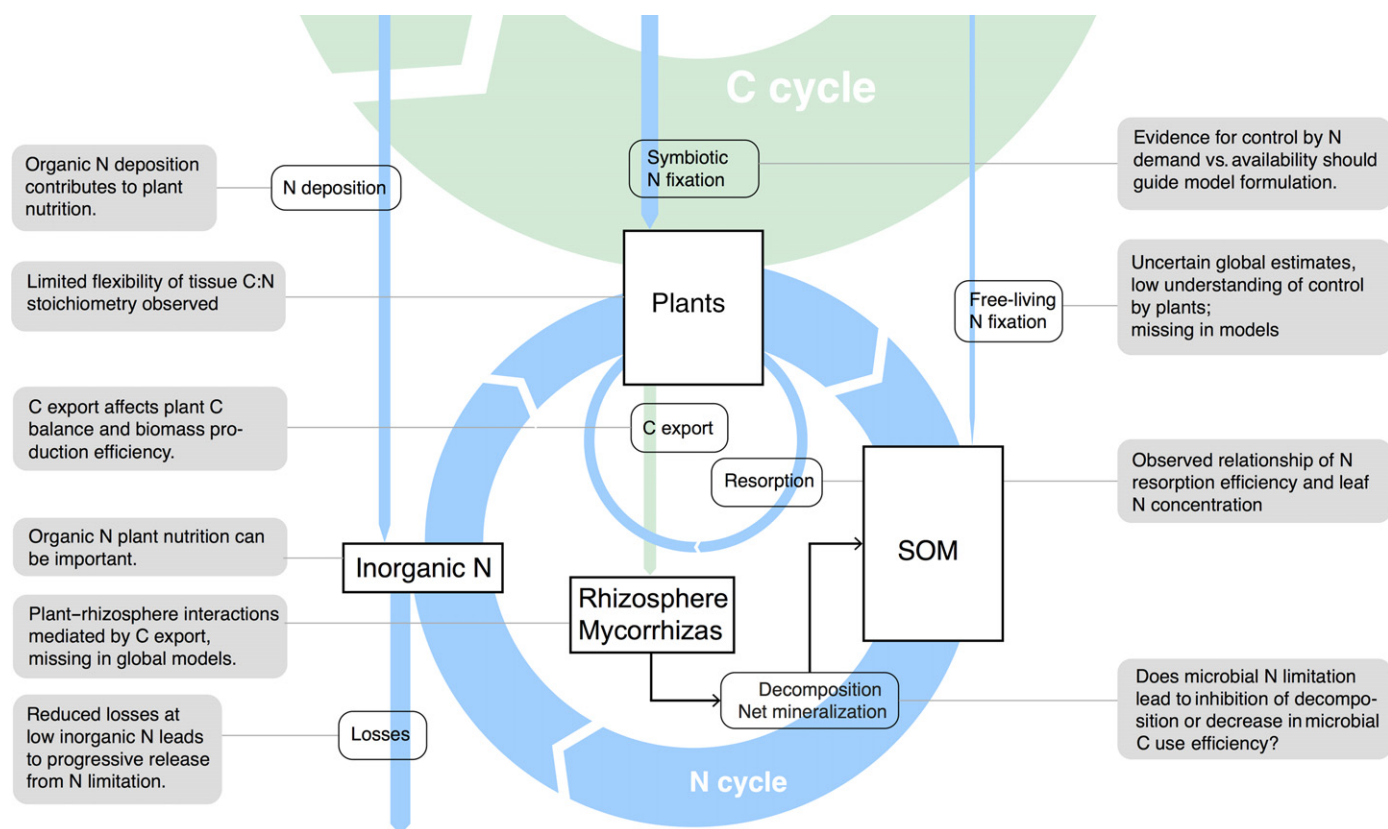 C cycle
Organic N deposition
contributes to plant
nutrition.
N deposition
Symbiotic
N fixation
Evidence for control by N
demand vs. availability should
guide model formulation.
Limited flexibility of tissue C:N
stoichiometry observed
Plants
Free-living
N fixation
Uncertain global estimates,
low understanding of control
by plants;
missing in models
C export affects plant C
balance and biomass pro-
duction efficiency.
C export
Resorption
Observed relationship of N
resorption efficiency and leaf
N concentration
Organic N plant nutrition can
be important.
Inorganic N
SOM
Plant–rhizosphere interactions
mediated by C export,
missing in global models.
Rhizosphere
Mycorrhizas
Decomposition
Net mineralization
Does microbial N limitation
lead to inhibition of decompo-
sition or decrease in microbial
C use efficiency?
Reduced losses at
low inorganic N leads
to progressive release
from N limitation.
Losses
N cycle